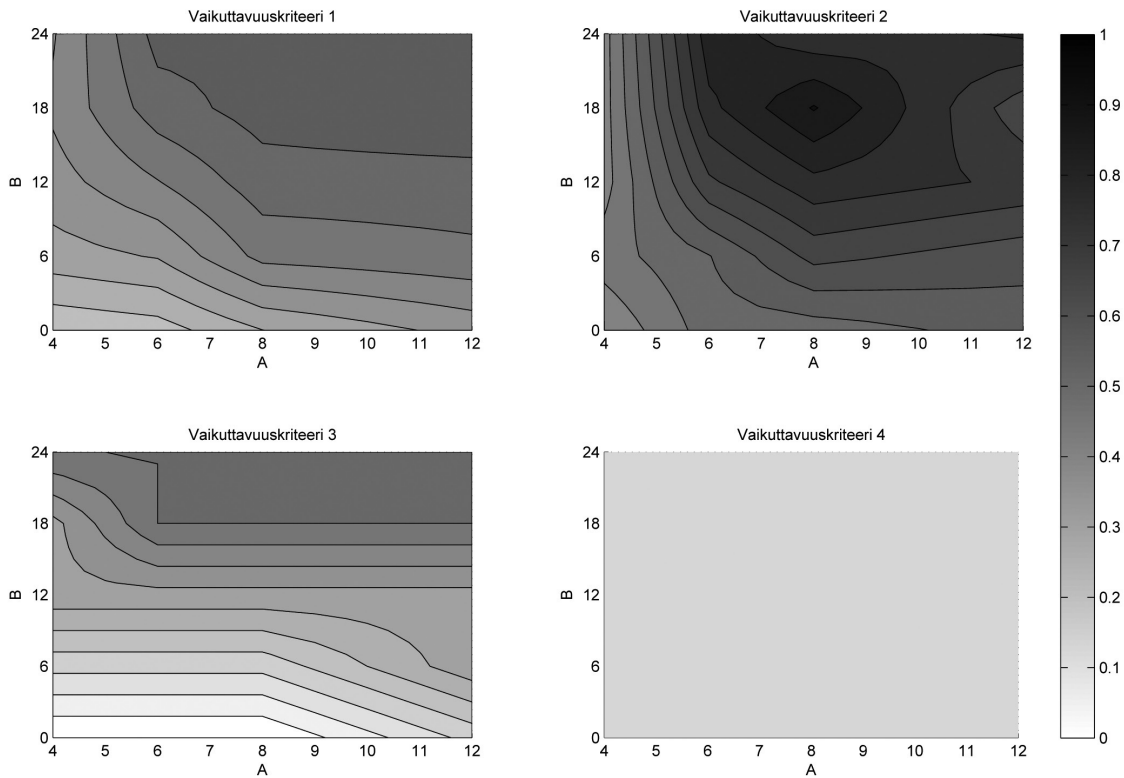 Vaikuttavuuskriteeri 1
24
18
12
6
0
B
4 5 6 7 8 9 10 11 12
A
Vaikuttavuuskriteeri 2
24
18
12
6
0
B
4 5 6 7 8 9 10 11 12
A
1
0.9
0.8
0.7
0.6
0.5
0.4
0.3
0.2
0.1
0
Vaikuttavuuskriteeri 3
24
18
12
6
0
B
4 5 6 7 8 9 10 11 12
A
Vaikuttavuuskriteeri 4
24
18
12
6
0
B
4 5 6 7 8 9 10 11 12
A